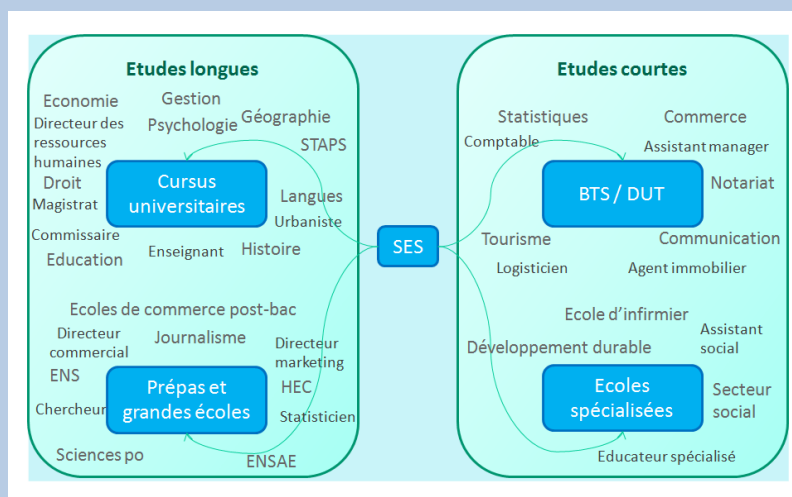 Etudes longues
Economie
Gestion
Géographie
Directeur des
ressources
humaines
Psychologie
STAPS
Droit
Magistrat
Cursus
universitaires
Langues
Urbaniste
Commissaire
Education
Enseignant
Histoire
Ecoles de commerce post-bac
Directeur
commercial
Journalisme
Directeur
marketing
ENS
Prépas et
grandes écoles
HEC
Chercheur
Statisticien
Sciences po
ENSAE
SES
Etudes courtes
Statistiques
Commerce
Comptable
Assistant manager
BTS / DUT
Notariat
Tourisme
Communication
Logisticien
Agent immobilier
Ecole d’infirmier
Assistant
social
Développement durable
Ecoles
spécialisées
Secteur
social
Educateur spécialisé